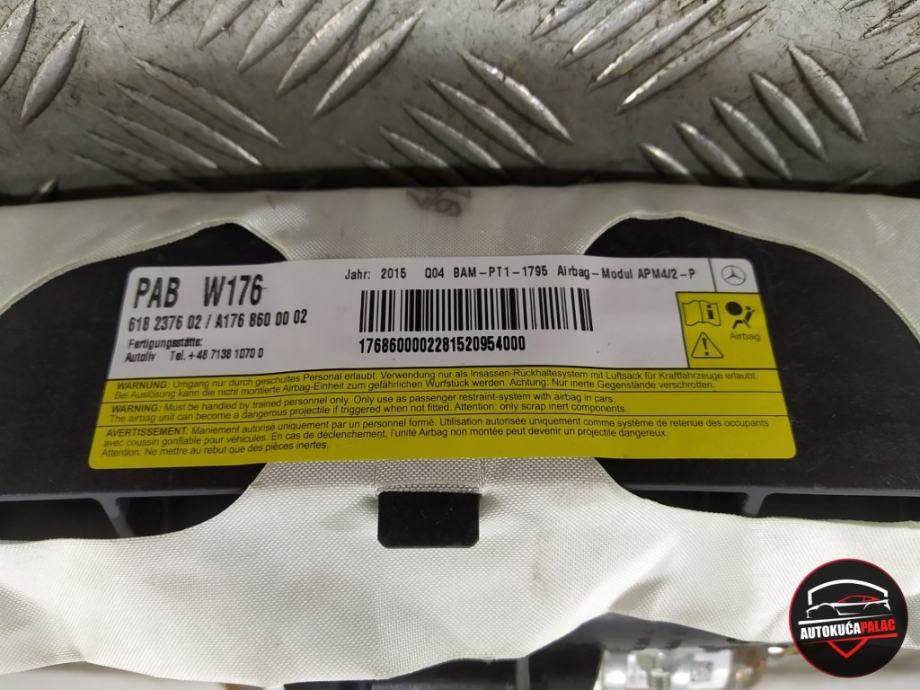 PAB W176
618 2376 02 / A176 860 00 02
Fertigungsstätte:
Autoliv Tel. +48 7138 1070 0
Jahr: 2015 Q04 BAM-PT1-1795 Airbag-Modul APM4/2-P
1768600002281520954000
Airbag
WARNUNG: Umgang nur durch geschultes Personal erlaubt. Verwendung nur als Insassen-Rückhaltesystem mit Luftsack für Kraftfahrzeuge erlaubt.
Bei Auslösung kann die nicht montierte Airbag-Einheit zum gefährlichen Wurfstück werden. Achtung: Nur inerte Gegenstände verschrotten.
WARNING: Must be handled by trained personnel only. Only use as passenger restraint-system with airbag in cars.
The airbag unit can become a dangerous projectile if triggered when not fitted. Attention: only scrap inert components.
AVERTISSEMENT: Maniement autorisé uniquement par un personnel formé. Utilisation autorisée uniquement comme système de retenue des occupants
avec coussin gonflable pour véhicules. En cas de déclenchement, l'unité Airbag non montée peut devenir un projectile dangereux.
Attention: Ne mettre au rebut que des pièces inertes.
AUTOKUĆAPALAC